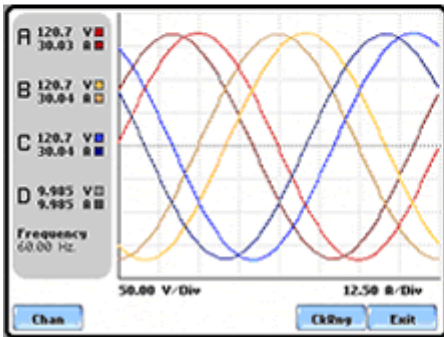 A 120.7 V
30.03 A
B 120.7 V
30.04 A
C 120.7 V
30.04 A
D 9.985 V
9.985 A
Frequency
60.00 Hz.
50.00 V/Div 12.50 A/Div
Chan CkRng Exit